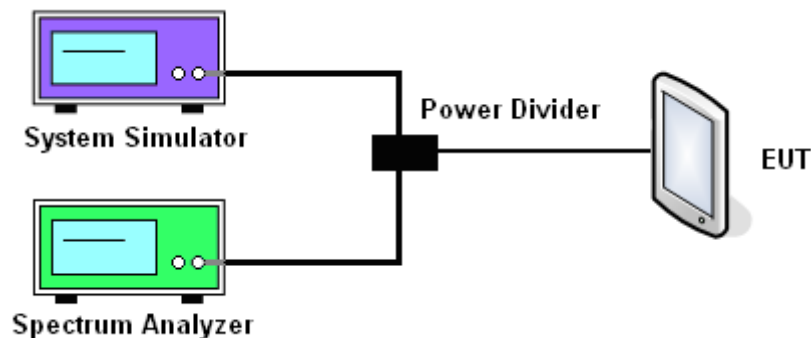 System Simulator
Power Divider
EUT
Spectrum Analyzer